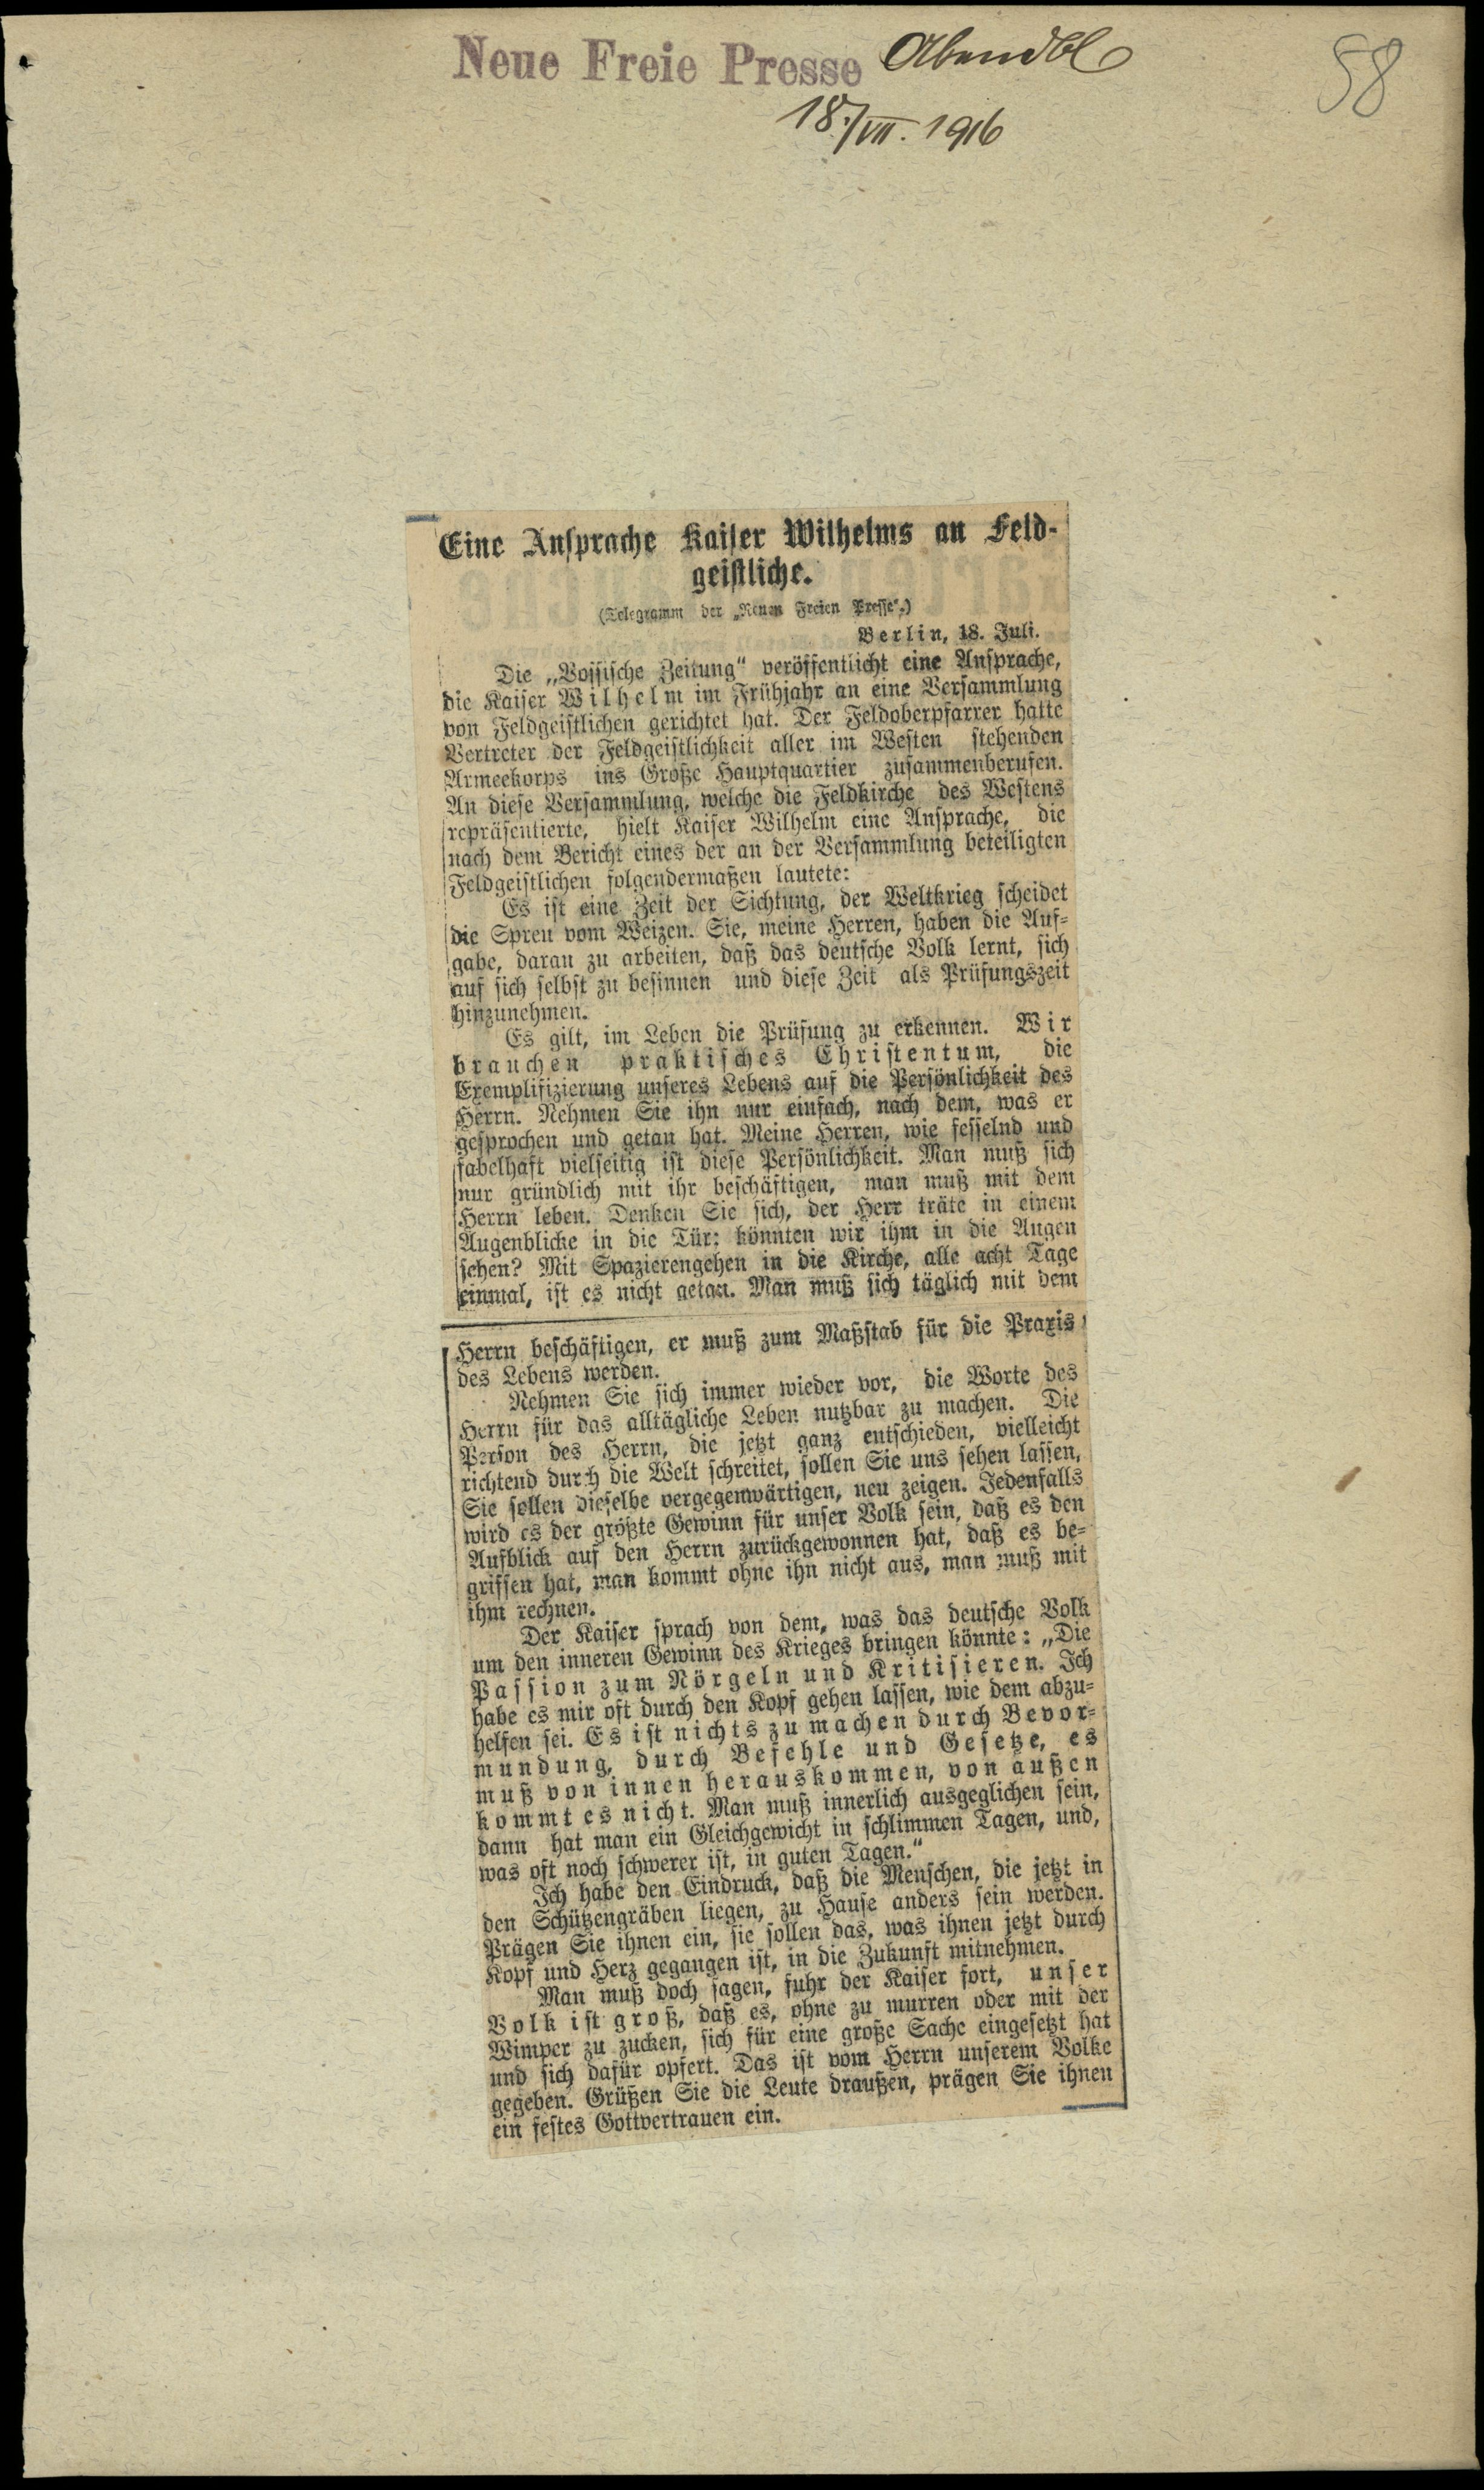 Neue Freie Presse Abendbl
18./VII. 1916
58
Eine Ansprache Kaiser Wilhelms an Feld-
geistliche.
(Telegramm der „Neuen Freien Presse".)
Berlin, 18. Juli.
Die „Vossische Zeitung" veröffentlicht eine Ansprache,
die Kaiser Wilhelm im Frühjahr an eine Versammlung
von Feldgeistlichen gerichtet hat. Der Feldoberpfarrer hatte
Vertreter der Feldgeistlichkeit aller im Westen stehenden
Armeekorps ins Große Hauptquartier zusammenberufen.
An diese Versammlung, welche die Feldkirche des Westens
repräsentierte, hielt Kaiser Wilhelm eine Ansprache, die
nach dem Bericht eines der an der Versammlung beteiligten
Feldgeistlichen folgendermaßen lautete:
Es ist eine Zeit der Sichtung, der Weltkrieg scheidet
die Spreu vom Weizen. Sie, meine Herren, haben die Auf-
gabe, daran zu arbeiten, daß das deutsche Volk lernt, sich
auf sich selbst zu besinnen und diese Zeit als Prüfungszeit
hinzunehmen.
Es gilt, im Leben die Prüfung zu erkennen. Wir
brauchen praktisches Christentum, die
Exemplifizierung unseres Lebens auf die Persönlichkeit des
Herrn. Nehmen Sie ihn nur einfach, nach dem, was er
gesprochen und getan hat. Meine Herren, wie fesselnd und
fabelhaft vielseitig ist diese Persönlichkeit. Man muß sich
nur gründlich mit ihr beschäftigen, man muß mit dem
Herrn leben. Denken Sie sich, der Herr träte in einem
Augenblicke in die Tür; könnten wir ihm in die Augen
sehen? Mit Spazierengehen in die Kirche, alle acht Tage
einmal, ist es nicht getan. Man muß sich täglich mit dem
Herrn beschäftigen, er muß zum Maßstab für die Praxis
des Lebens werden.
Nehmen Sie sich immer wieder vor, die Worte des
Herrn für das alltägliche Leben nutzbar zu machen. Die
Person des Herrn, die jetzt ganz entschieden, vielleicht
richtend durch die Welt schreitet, sollen Sie uns sehen lassen,
Sie sollen dieselbe vergegenwärtigen, neu zeigen. Jedenfalls
wird es der größte Gewinn für unser Volk sein, daß es den
Aufblick auf den Herrn zurückgewonnen hat, daß es be-
griffen hat, man kommt ohne ihn nicht aus, man muß mit
ihm rechnen.
Der Kaiser sprach von dem, was das deutsche Volk
um den inneren Gewinn des Krieges bringen könnte: „Die
Passion zum Nörgeln und Kritisieren. Ich
habe es mir oft durch den Kopf gehen lassen, wie dem abzu-
helfen sei. Es ist nichts zu machen durch Bevor-
mundung, durch Befehle und Gesetze, es
muß von innen herauskommen, von außen
kommt es nicht. Man muß innerlich ausgeglichen sein,
dann hat man ein Gleichgewicht in schlimmen Tagen, und,
was oft noch schwerer ist, in guten Tagen."
Ich habe den Eindruck, daß die Menschen, die jetzt in
den Schützengräben liegen, zu Hause anders sein werden.
Prägen Sie ihnen ein, sie sollen das, was ihnen jetzt durch
Kopf und Herz gegangen ist, in die Zukunft mitnehmen.
Man muß doch sagen, fuhr der Kaiser fort, unser
Volk ist groß, daß es, ohne zu murren oder mit der
Wimper zu zucken, sich für eine große Sache eingesetzt hat
und sich dafür opfert. Das ist vom Herrn unserem Volke
gegeben. Grüßen Sie die Leute draußen, prägen Sie ihnen
ein festes Gottvertrauen ein.